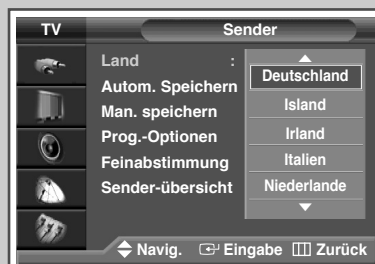 TV Sender
Land :
Autom. Speichern
Man. speichern
Prog.-Optionen
Feinabstimmung
Sender-übersicht
Deutschland
Island
Irland
Italien
Niederlande
Navig. Eingabe Zurück